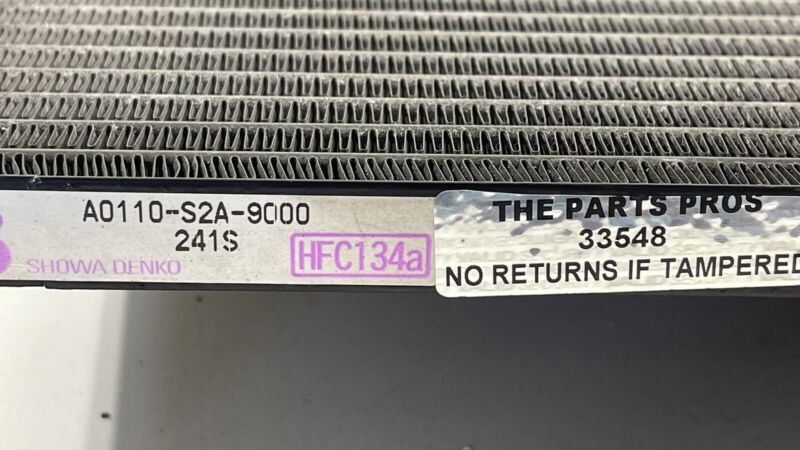 A0110-S2A-9000
241S
SHOWA DENKO
HFC134a
THE PARTS PROS
33548
NO RETURNS IF TAMPERED